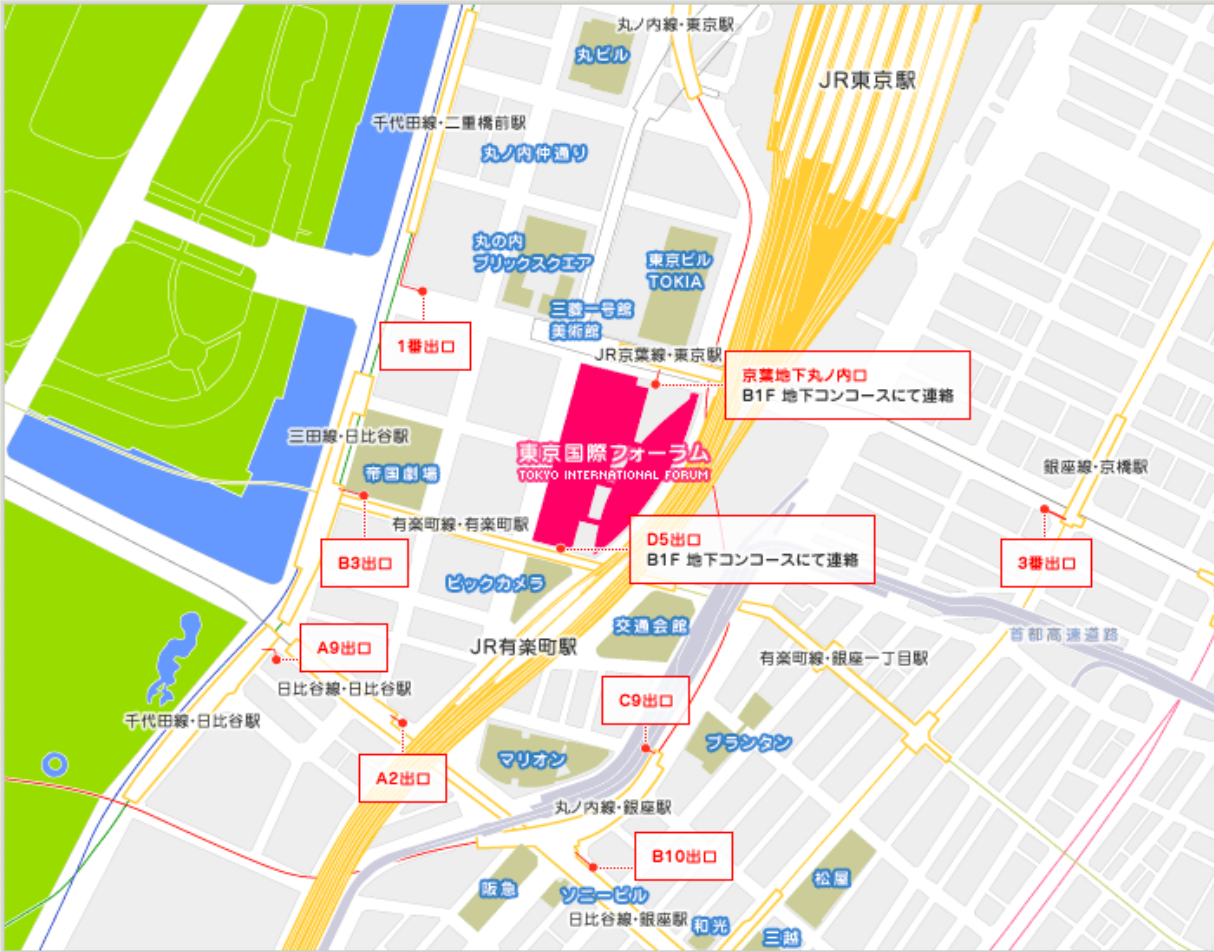 丸ノ内線・東京駅
丸ビル
JR東京駅
千代田線・二重橋前駅
丸ノ内仲通り
丸の内
ブリックスクエア
東京ビル
TOKIA
三菱一号館
美術館
1番出口
JR京葉線・東京駅
京葉地下丸ノ内口
B1F 地下コンコースにて連絡
三田線・日比谷駅
帝国劇場
東京国際フォーラム
TOKYO INTERNATIONAL FORUM
銀座線・京橋駅
有楽町線・有楽町駅
D5出口
B1F 地下コンコースにて連絡
B3出口
3番出口
ビックカメラ
交通会館
首都高速道路
A9出口
JR有楽町駅
有楽町線・銀座一丁目駅
日比谷線・日比谷駅
C9出口
千代田線・日比谷駅
プランタン
マリオン
A2出口
丸ノ内線・銀座駅
B10出口
阪急
ソニービル
松屋
日比谷線・銀座駅
和光
三越